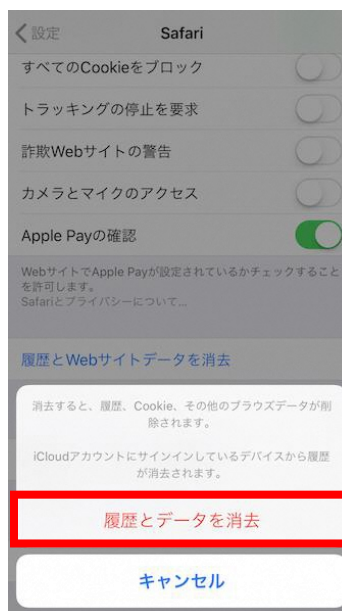 設定
Safari
すべてのCookieをブロック
トラッキングの停止を要求
詐欺Webサイトの警告
カメラとマイクのアクセス
Apple Payの確認
WebサイトでApple Payが設定されているかチェックすること
を許可します。
Safariとプライバシーについて...
履歴とWebサイトデータを消去
消去すると、履歴、Cookie、その他のブラウズデータが削
除されます。
iCloudアカウントにサインインしているデバイスから履歴
が消去されます。
履歴とデータを消去
キャンセル